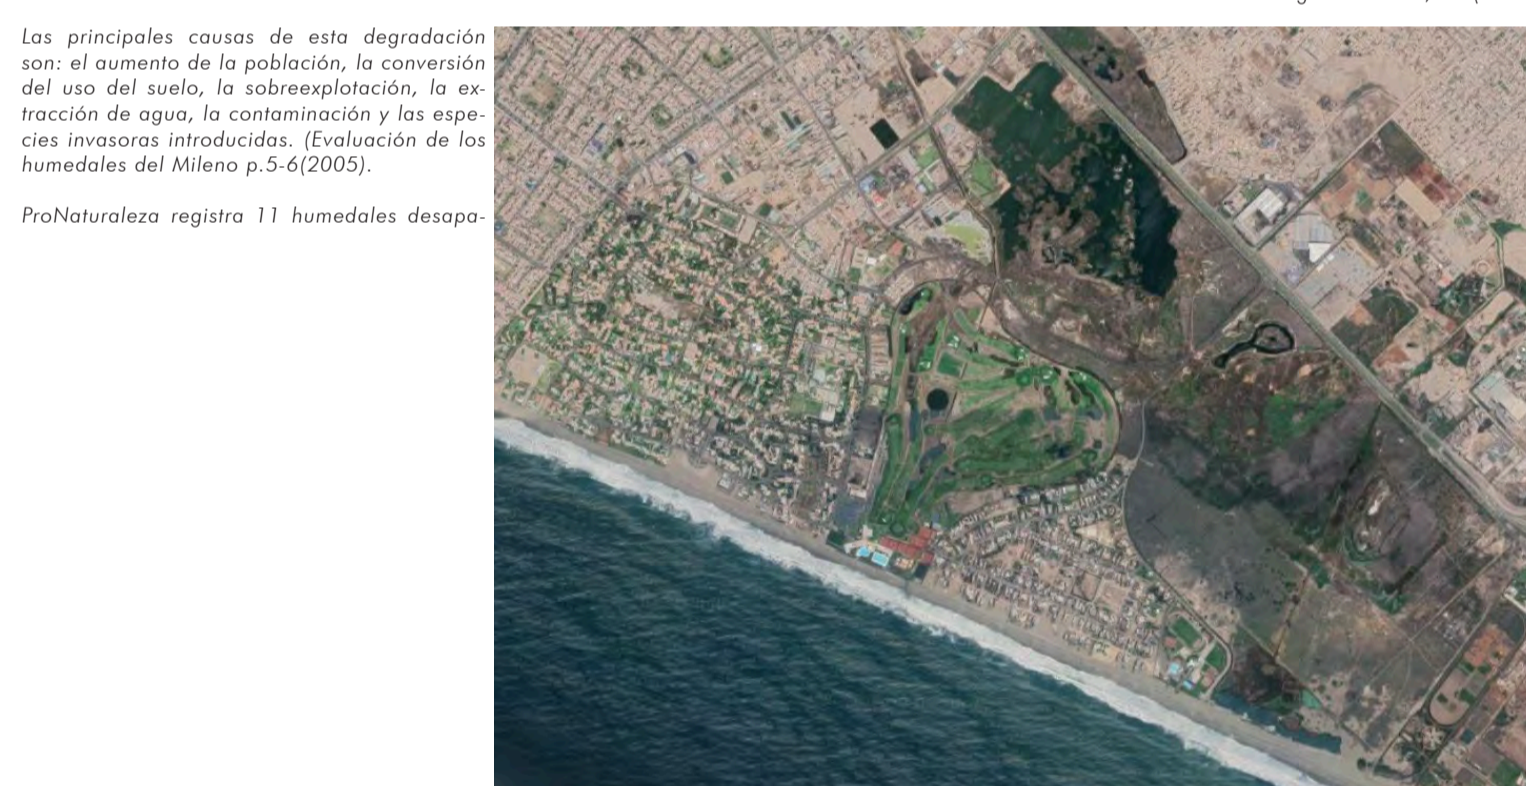 Las principales causas de esta degradación
son: el aumento de la población, la conversión
del uso del suelo, la sobreexplotación, la ex-
tracción de agua, la contaminación y las espe-
cies invasoras introducidas. (Evaluación de los
humedales del Mileno p.5-6(2005).
ProNaturaleza registra 11 humedales desapa-